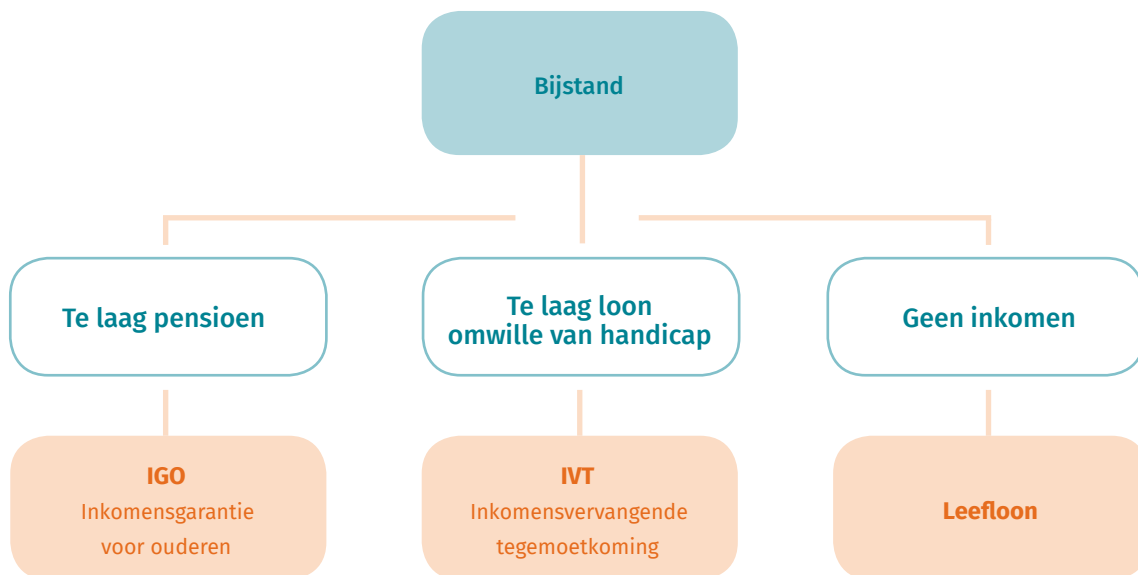 Bijstand
Te laag pensioen
Te laag loon
omwille van handicap
Geen inkomen
IGO
Inkomensgarantie
voor ouderen
IVT
Inkomensvervangende
tegemoetkoming
Leefloon